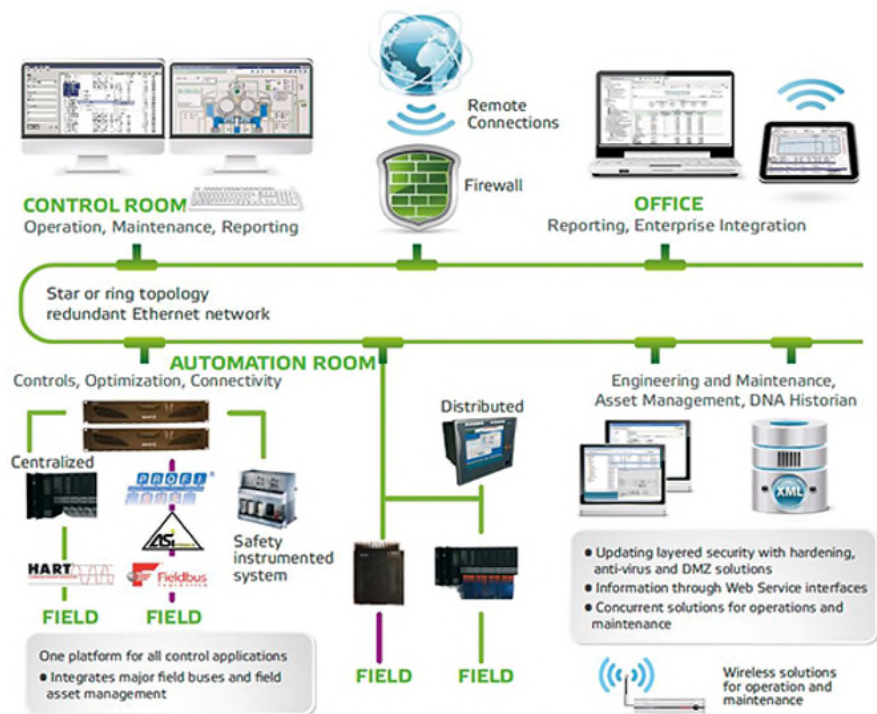 Remote
Connections
Firewall
CONTROL ROOM
Operation, Maintenance, Reporting
OFFICE
Reporting, Enterprise Integration
Star or ring topology
redundant Ethernet network
AUTOMATION ROOM
Controls, Optimization, Connectivity
Centralized
PROFI
BUS
ASi
HART
Fieldbus
FOUNDATION
Safety
instrumented
system
FIELD
FIELD
Distributed
FIELD
FIELD
Engineering and Maintenance,
Asset Management, DNA Historian
XML
• Updating layered security with hardening,
anti-virus and DMZ solutions
• Information through Web Service interfaces
• Concurrent solutions for operations and
maintenance
One platform for all control applications
• Integrates major field buses and field
asset management
Wireless solutions
for operation and
maintenance